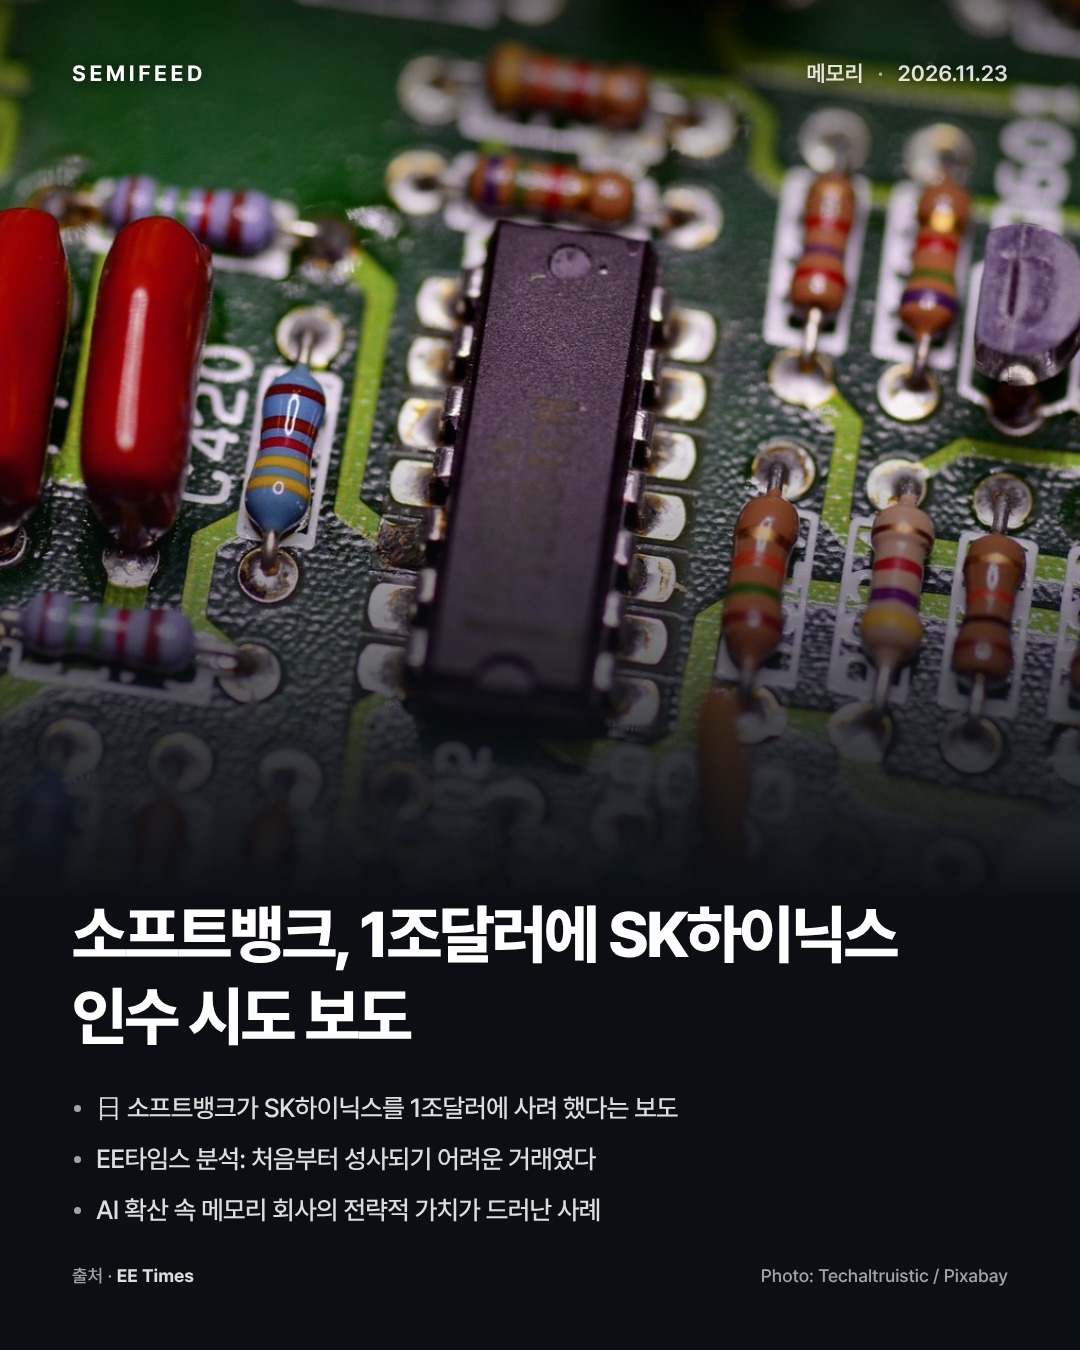 SEMIFEED
메모리 · 2026.11.23
C420
소프트뱅크, 1조달러에 SK하이닉스
인수 시도 보도
• 日 소프트뱅크가 SK하이닉스를 1조달러에 사려 했다는 보도
• EE타임스 분석: 처음부터 성사되기 어려운 거래였다
• AI 확산 속 메모리 회사의 전략적 가치가 드러난 사례
출처 · EE Times
Photo: Techaltruistic / Pixabay